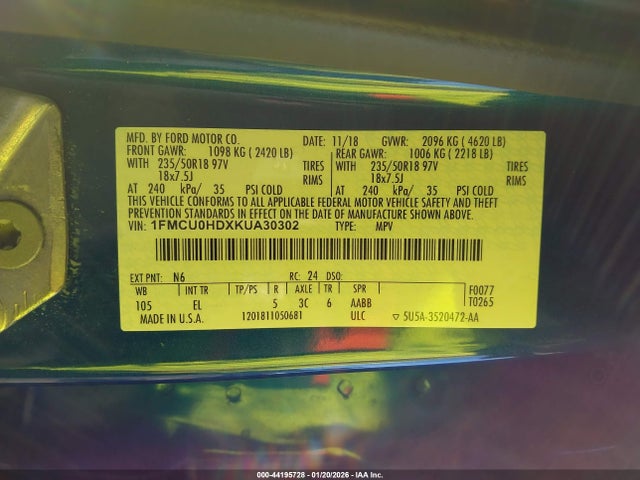 MFD. BY FORD MOTOR CO. DATE: 11/18 GVWR: 2096 KG ( 4620 LB)
FRONT GAWR: 1098 KG ( 2420 LB) REAR GAWR: 1006 KG ( 2218 LB)
WITH 235/50R18 97V TIRES WITH 235/50R18 97V TIRES
18x7.5J RIMS 18x7.5J RIMS
AT 240 kPa/ 35 PSI COLD AT 240 kPa/ 35 PSI COLD
THIS VEHICLE CONFORMS TO ALL APPLICABLE FEDERAL MOTOR VEHICLE SAFETY AND THEFT
PREVENTION STANDARDS IN EFFECT ON THE DATE OF MANUFACTURE SHOWN ABOVE.
VIN: 1FMCU0HDXKUA30302 TYPE: MPV
EXT PNT: N6 RC: 24 DSO:
WB INT TR TP/PS R AXLE TR SPR F0077
105 EL 5 3C 6 AABB T0265
MADE IN U.S.A. 1201811050681 ULC ▽ 5U5A-3520472-AA
000-44195728 - 01/20/2026 - IAA Inc.